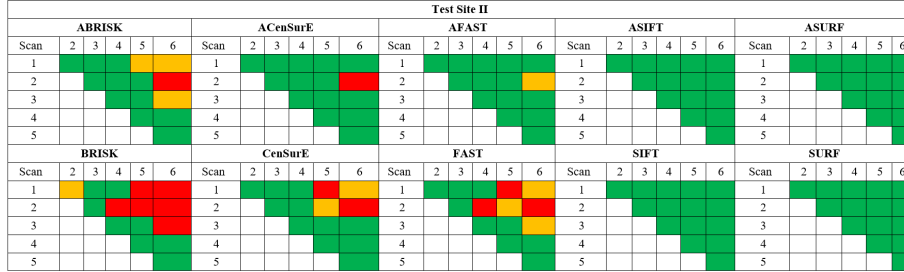 Test Site II
ABRISK ACenSurE AFAST ASIFT ASURF
Scan 2 3 4 5 6 Scan 2 3 4 5 6 Scan 2 3 4 5 6 Scan 2 3 4 5 6 Scan 2 3 4 5 6
1 1 1 1 1
2 2 2 2 2
3 3 3 3 3
4 4 4 4 4
5 5 5 5 5
BRISK CenSurE FAST SIFT SURF
Scan 2 3 4 5 6 Scan 2 3 4 5 6 Scan 2 3 4 5 6 Scan 2 3 4 5 6 Scan 2 3 4 5 6
1 1 1 1 1
2 2 2 2 2
3 3 3 3 3
4 4 4 4 4
5 5 5 5 5